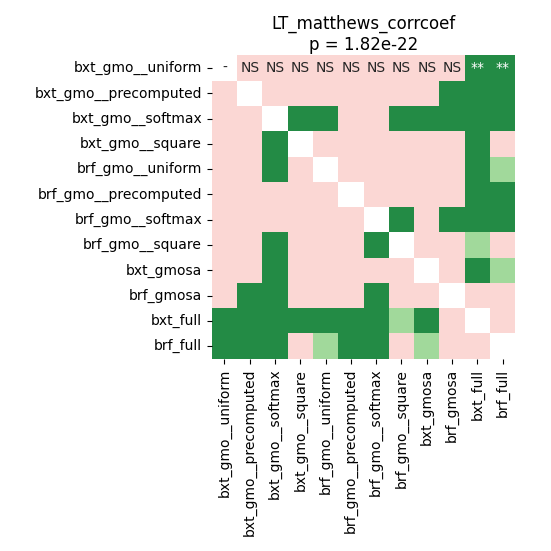 LT_matthews_corrcoef
p = 1.82e-22
bxt_gmo__uniform - NS NS NS NS NS NS NS NS NS ** **
bxt_gmo__precomputed
bxt_gmo__softmax
bxt_gmo__square
brf_gmo__uniform
brf_gmo__precomputed
brf_gmo__softmax
brf_gmo__square
bxt_gmosa
brf_gmosa
bxt_full
brf_full
bxt_gmo__uniform
bxt_gmo__precomputed
bxt_gmo__softmax
bxt_gmo__square
brf_gmo__uniform
brf_gmo__precomputed
brf_gmo__softmax
brf_gmo__square
bxt_gmosa
brf_gmosa
bxt_full
brf_full